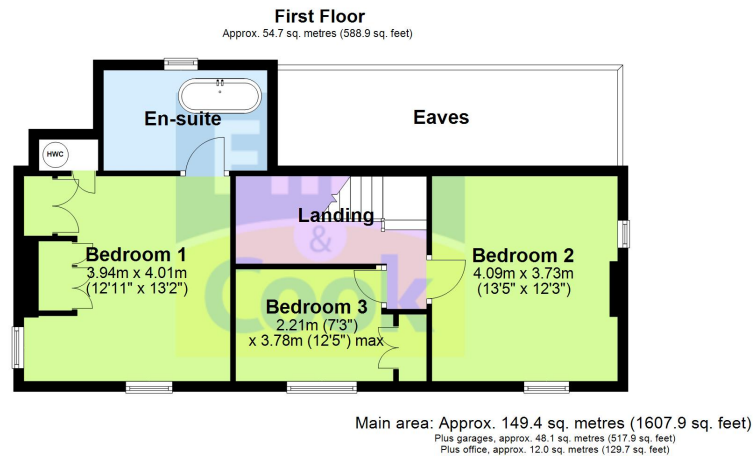 First Floor
Approx. 54.7 sq. metres (588.9 sq. feet)
En-suite
Eaves
HWC
Landing
Bedroom 1
3.94m x 4.01m
(12'11" x 13'2")
Bedroom 2
4.09m x 3.73m
(13'5" x 12'3")
Bedroom 3
2.21m (7'3")
x 3.78m (12'5") max
&
Cook
Main area: Approx. 149.4 sq. metres (1607.9 sq. feet)
Plus garages, approx. 48.1 sq. metres (517.9 sq. feet)
Plus office, approx. 12.0 sq. metres (129.7 sq. feet)